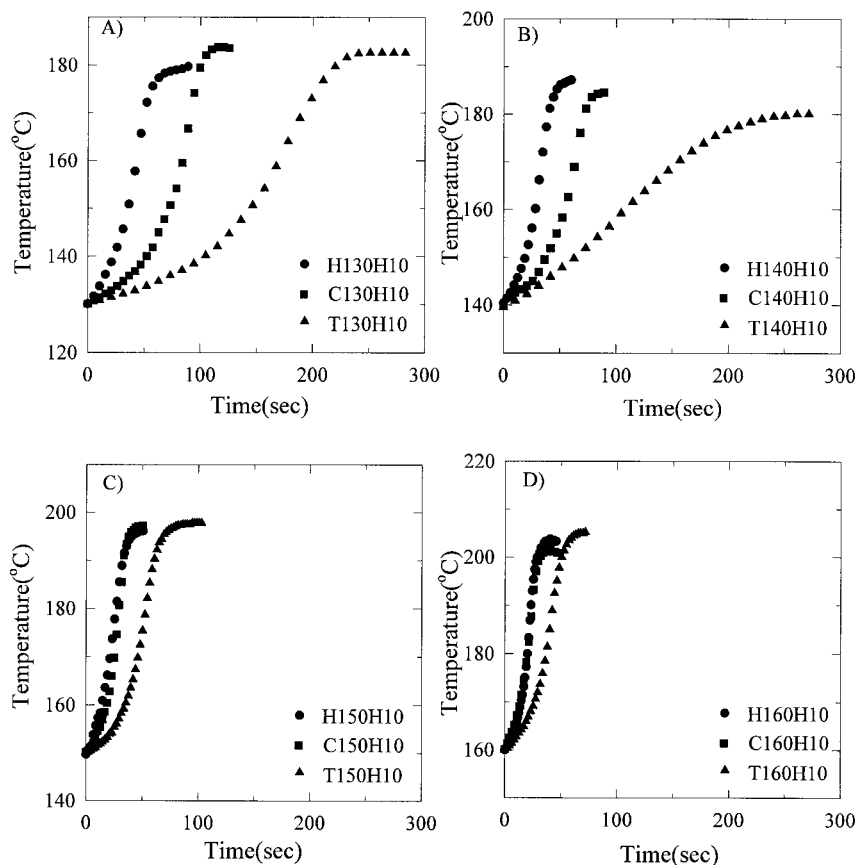 A)
180
160
140
120
Temperature(°C)
H130H10
C130H10
T130H10
0 100 200 300
Time(sec)
B)
200
180
160
140
Temperature(°C)
H140H10
C140H10
T140H10
0 100 200 300
Time(sec)
C)
200
180
160
140
Temperature(°C)
H150H10
C150H10
T150H10
0 100 200 300
Time(sec)
D)
220
200
180
160
Temperature(°C)
H160H10
C160H10
T160H10
0 100 200 300
Time(sec)